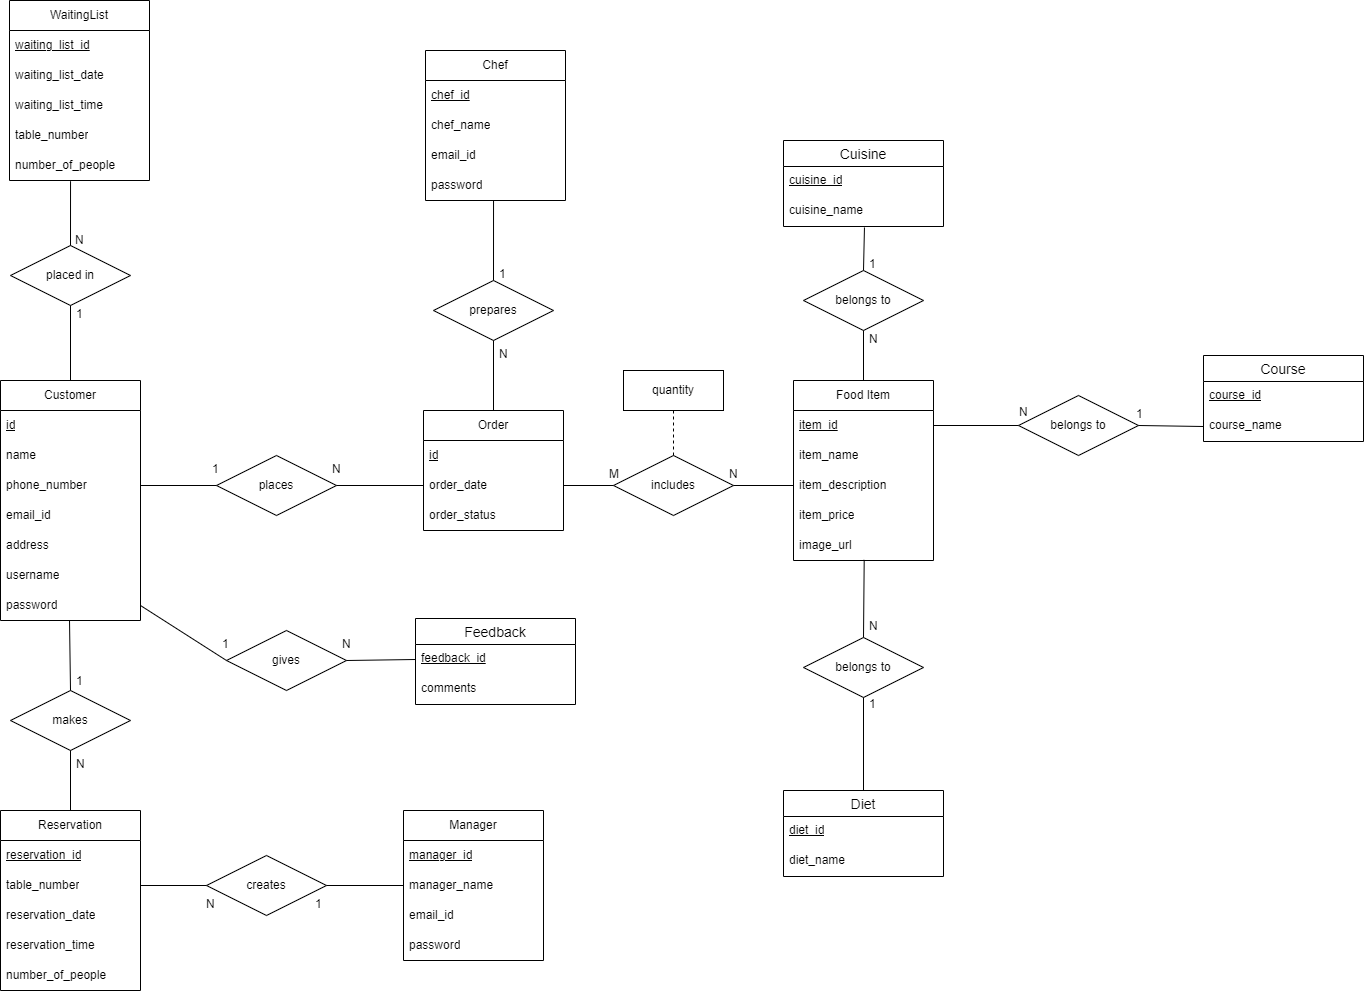 WaitingList
waiting_list_id
waiting_list_date
waiting_list_time
table_number
number_of_people
N
placed in
1
Customer
id
name
phone_number
email_id
address
username
password
1
makes
N
Reservation
reservation_id
table_number
reservation_date
reservation_time
number_of_people
N
creates
1
Manager
manager_id
manager_name
email_id
password
1
gives
N
Feedback
feedback_id
comments
1
places
N
Chef
chef_id
chef_name
email_id
password
1
prepares
N
Order
id
order_date
order_status
quantity
M
includes
N
Cuisine
cuisine_id
cuisine_name
1
belongs to
N
Food Item
item_id
item_name
item_description
item_price
image_url
N
belongs to
1
Course
course_id
course_name
N
belongs to
1
Diet
diet_id
diet_name